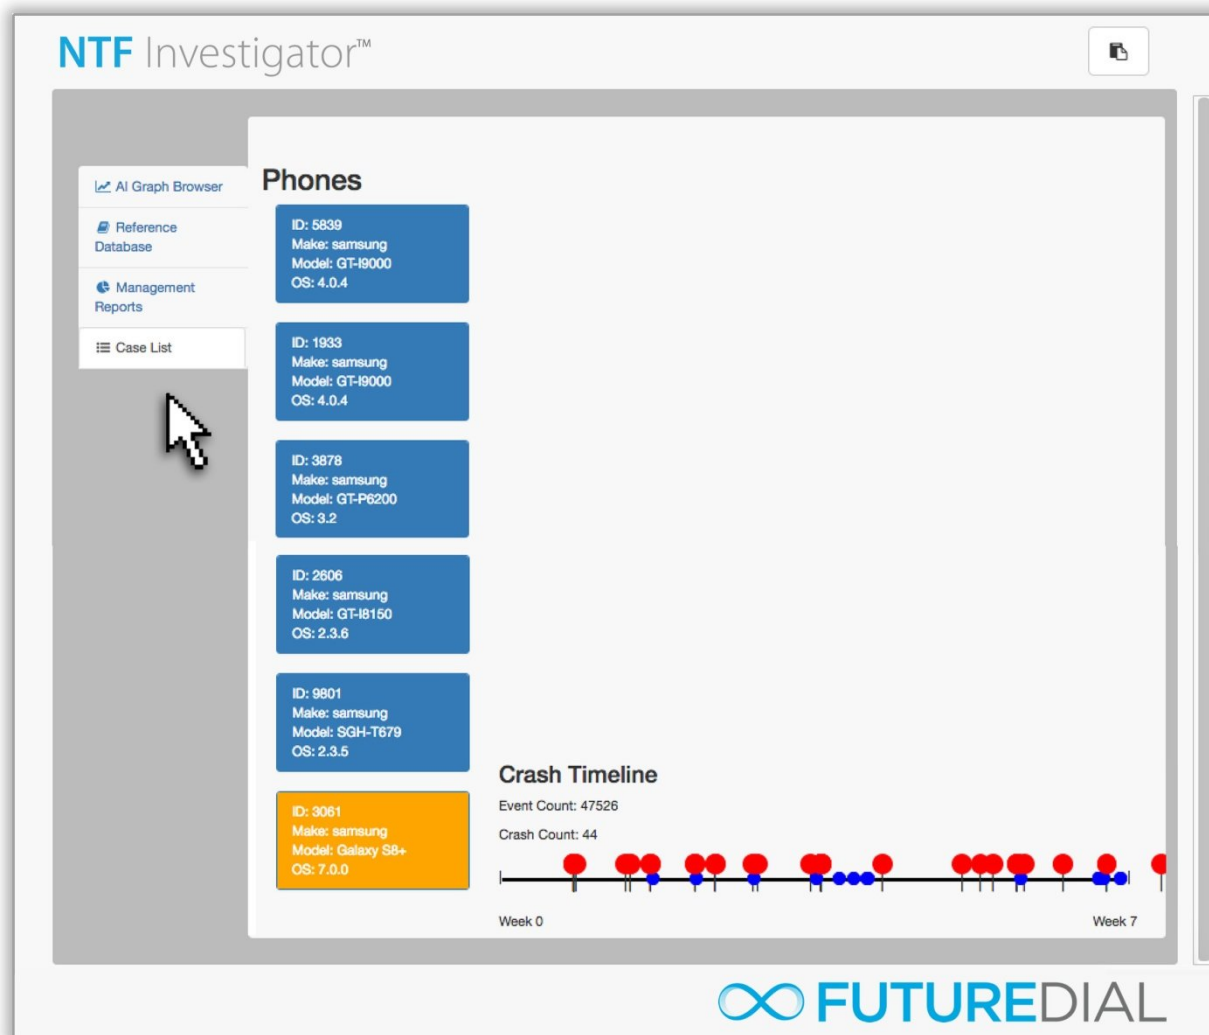 NTF Investigator™
AI Graph Browser
Reference
Database
Management
Reports
Case List
Phones
ID: 5839
Make: samsung
Model: GT-I9000
OS: 4.0.4
ID: 1933
Make: samsung
Model: GT-I9000
OS: 4.0.4
ID: 3878
Make: samsung
Model: GT-P6200
OS: 3.2
ID: 2606
Make: samsung
Model: GT-I8150
OS: 2.3.6
ID: 9801
Make: samsung
Model: SGH-T679
OS: 2.3.5
ID: 3061
Make: samsung
Model: Galaxy S8+
OS: 7.0.0
Crash Timeline
Event Count: 47526
Crash Count: 44
Week 0
Week 7
FUTUREDIAL